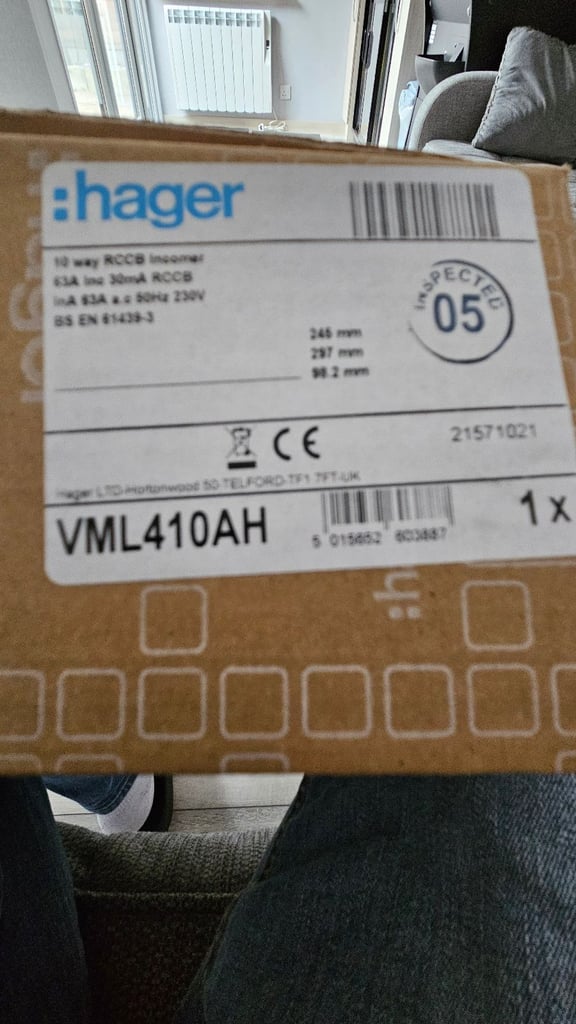 :hager
10 way RCCB incomer
63A inc 30mA RCCB
InA 63A a.c 50Hz 230V
BS EN 61439-3
INSPECTED
05
245 mm
297 mm
98.2 mm
CE
21571021
Hager LTD-Hortonwood 50-TELFORD-TF1 7FT-UK
VML410AH
5 015652 603887
1 x
:h